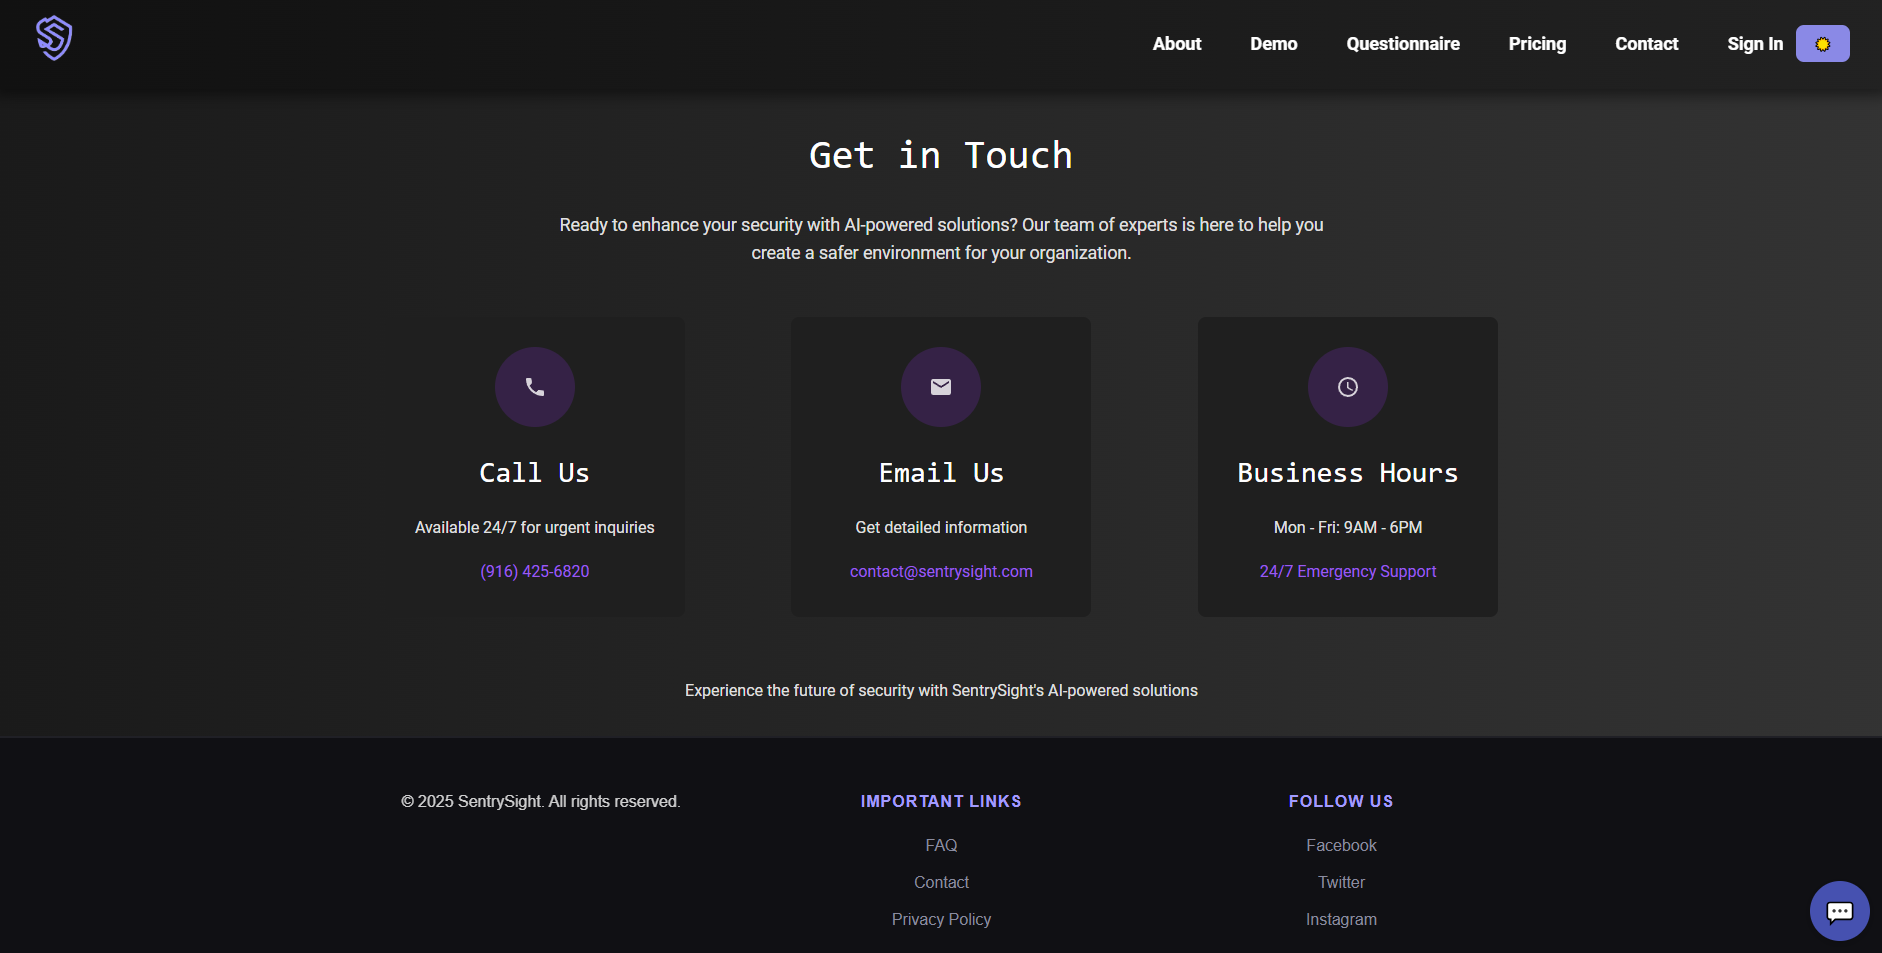 About
Demo
Questionnaire
Pricing
Contact
Sign In
Get in Touch
Ready to enhance your security with AI-powered solutions? Our team of experts is here to help you
create a safer environment for your organization.
Call Us
Available 24/7 for urgent inquiries
(916) 425-6820
Email Us
Get detailed information
contact@sentrysight.com
Business Hours
Mon - Fri: 9AM - 6PM
24/7 Emergency Support
Experience the future of security with SentrySight's AI-powered solutions
© 2025 SentrySight. All rights reserved.
IMPORTANT LINKS
FAQ
Contact
Privacy Policy
FOLLOW US
Facebook
Twitter
Instagram